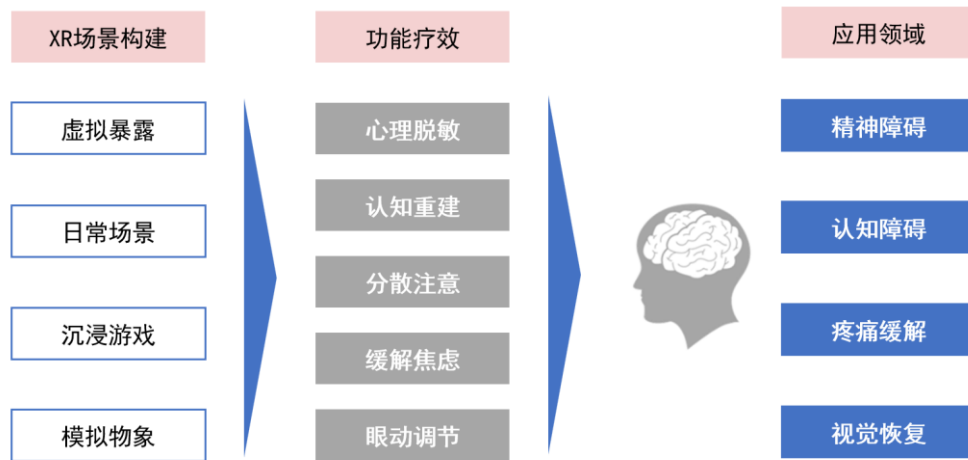 XR场景构建
功能疗效
应用领域
虚拟暴露
日常场景
沉浸游戏
模拟物象
心理脱敏
认知重建
分散注意
缓解焦虑
眼动调节
精神障碍
认知障碍
疼痛缓解
视觉恢复